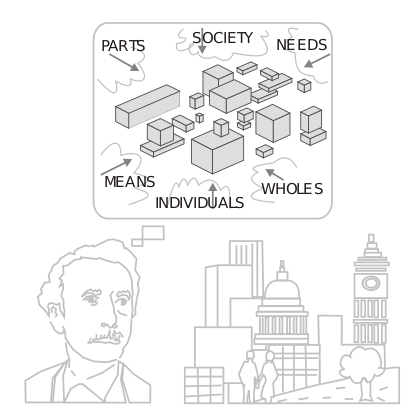 SOCIETY
PARTS
NEEDS
MEANS
WHOLES
INDIVIDUALS